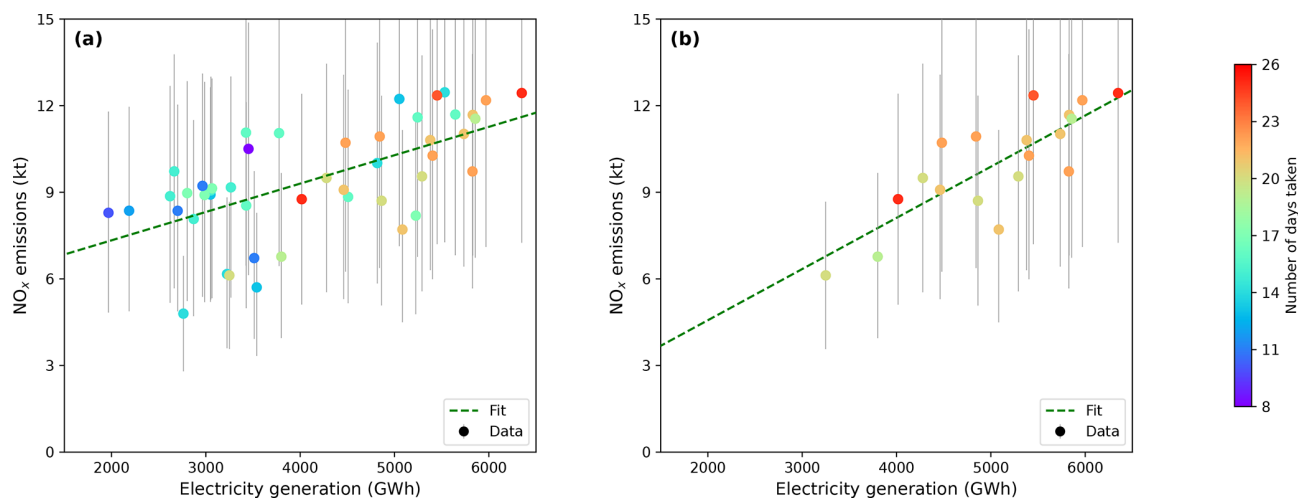 (a)
NOx emissions (kt)
15
12
9
6
3
0
2000 3000 4000 5000 6000
Electricity generation (GWh)
Fit
Data
(b)
NOx emissions (kt)
15
12
9
6
3
0
2000 3000 4000 5000 6000
Electricity generation (GWh)
Fit
Data
26
23
20
17
14
11
8
Number of days taken